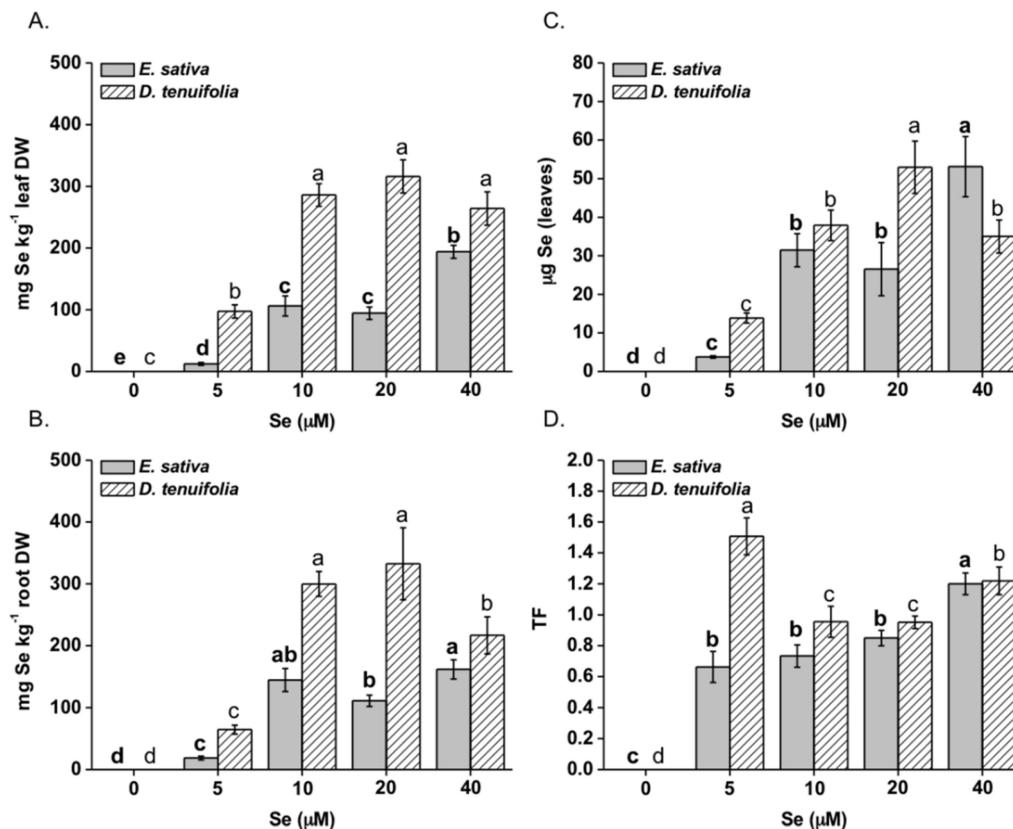 A.
500
400
300
200
100
0
mg Se kg⁻¹ leaf DW
E. sativa
D. tenuifolia
e c d b c a c a b a
0 5 10 20 40
Se (μM)
C.
80
70
60
50
40
30
20
10
0
μg Se (leaves)
E. sativa
D. tenuifolia
d d c c b b b a a b
0 5 10 20 40
Se (μM)
B.
500
400
300
200
100
0
mg Se kg⁻¹ root DW
E. sativa
D. tenuifolia
d d c c ab a b a a b
0 5 10 20 40
Se (μM)
D.
2.0
1.8
1.6
1.4
1.2
1.0
0.8
0.6
0.4
0.2
0.0
TF
E. sativa
D. tenuifolia
c d b a b c b c a b
0 5 10 20 40
Se (μM)